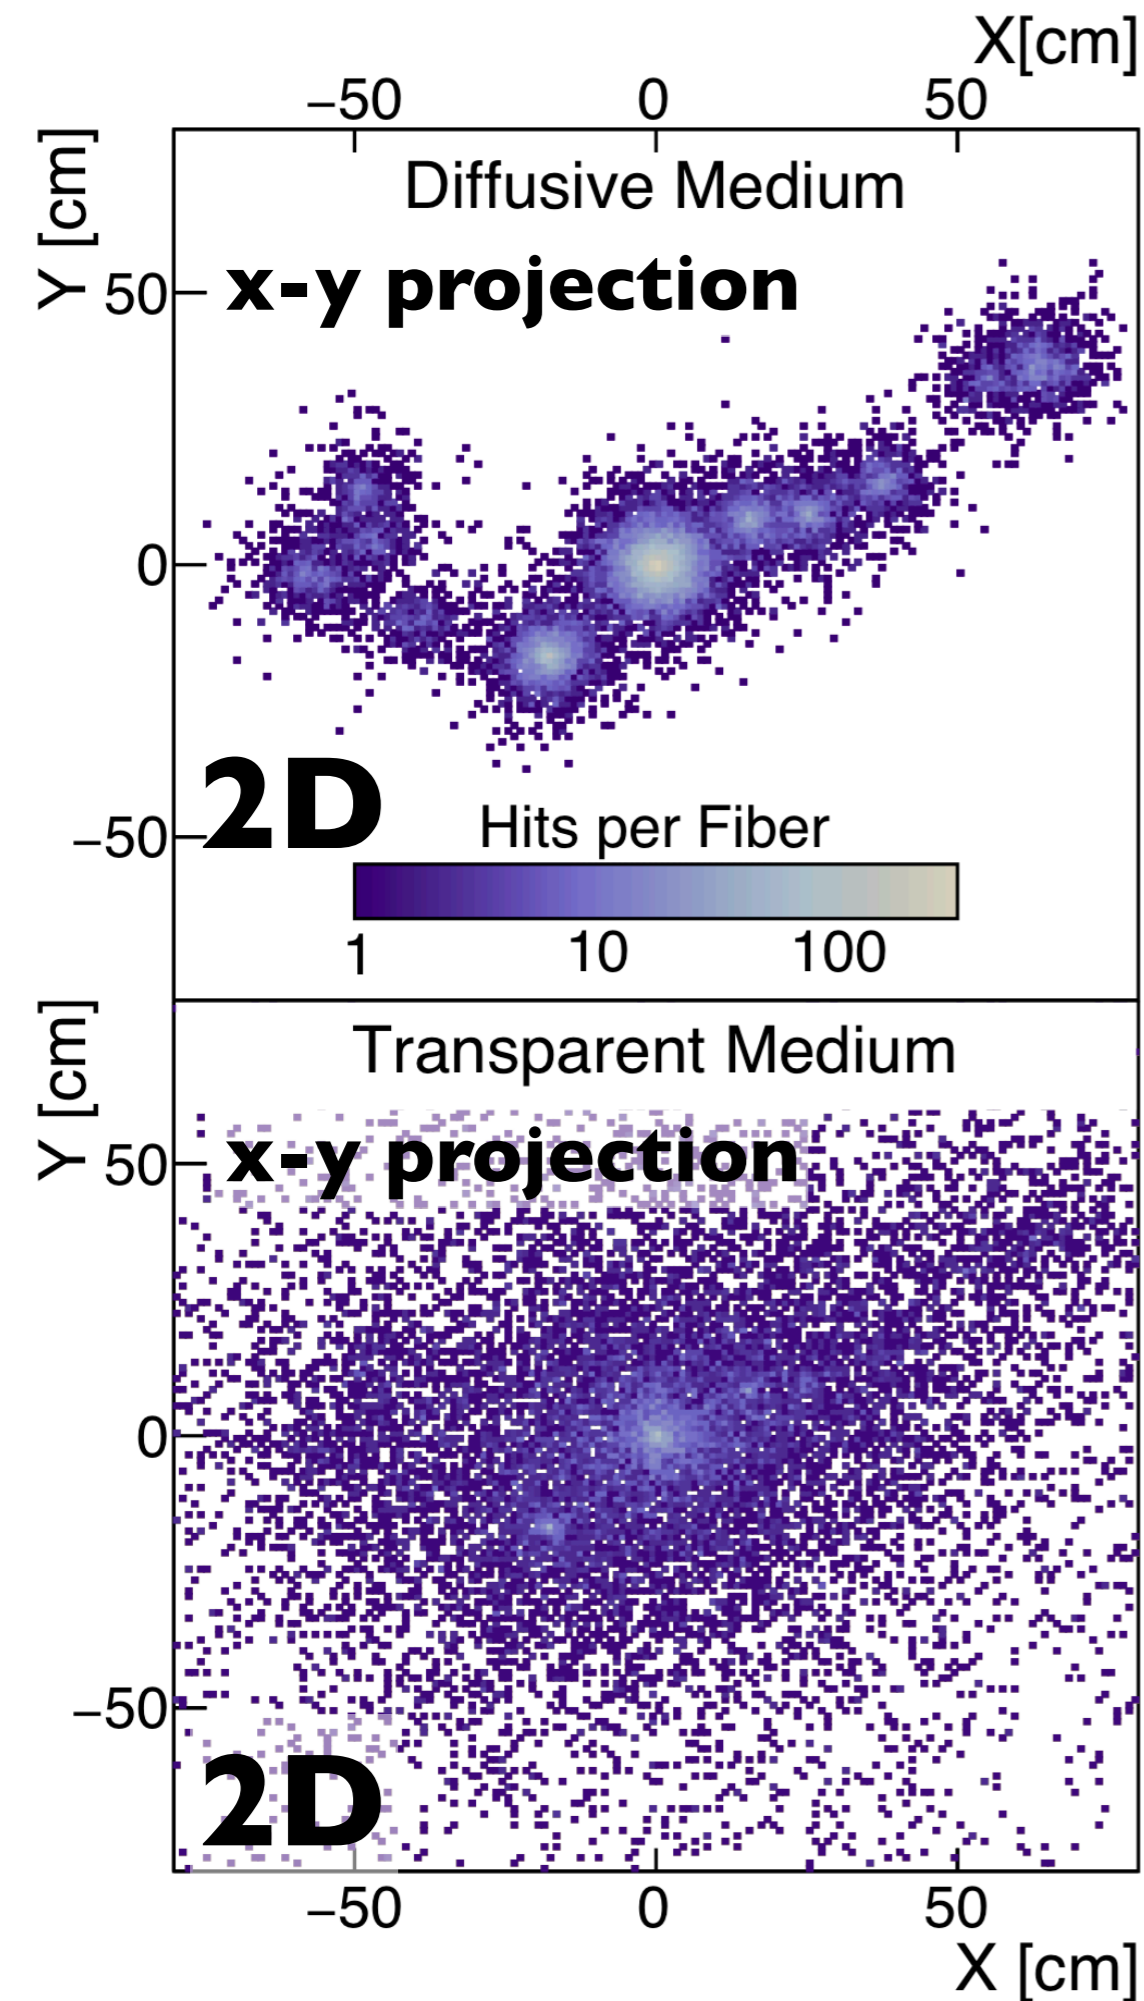 X[cm]
−50 0 50
Y [cm]
Diffusive Medium
50
x-y projection
0
−50
2D
Hits per Fiber
1 10 100
Y [cm]
Transparent Medium
50
x-y projection
0
−50
2D
−50 0 50
X [cm]